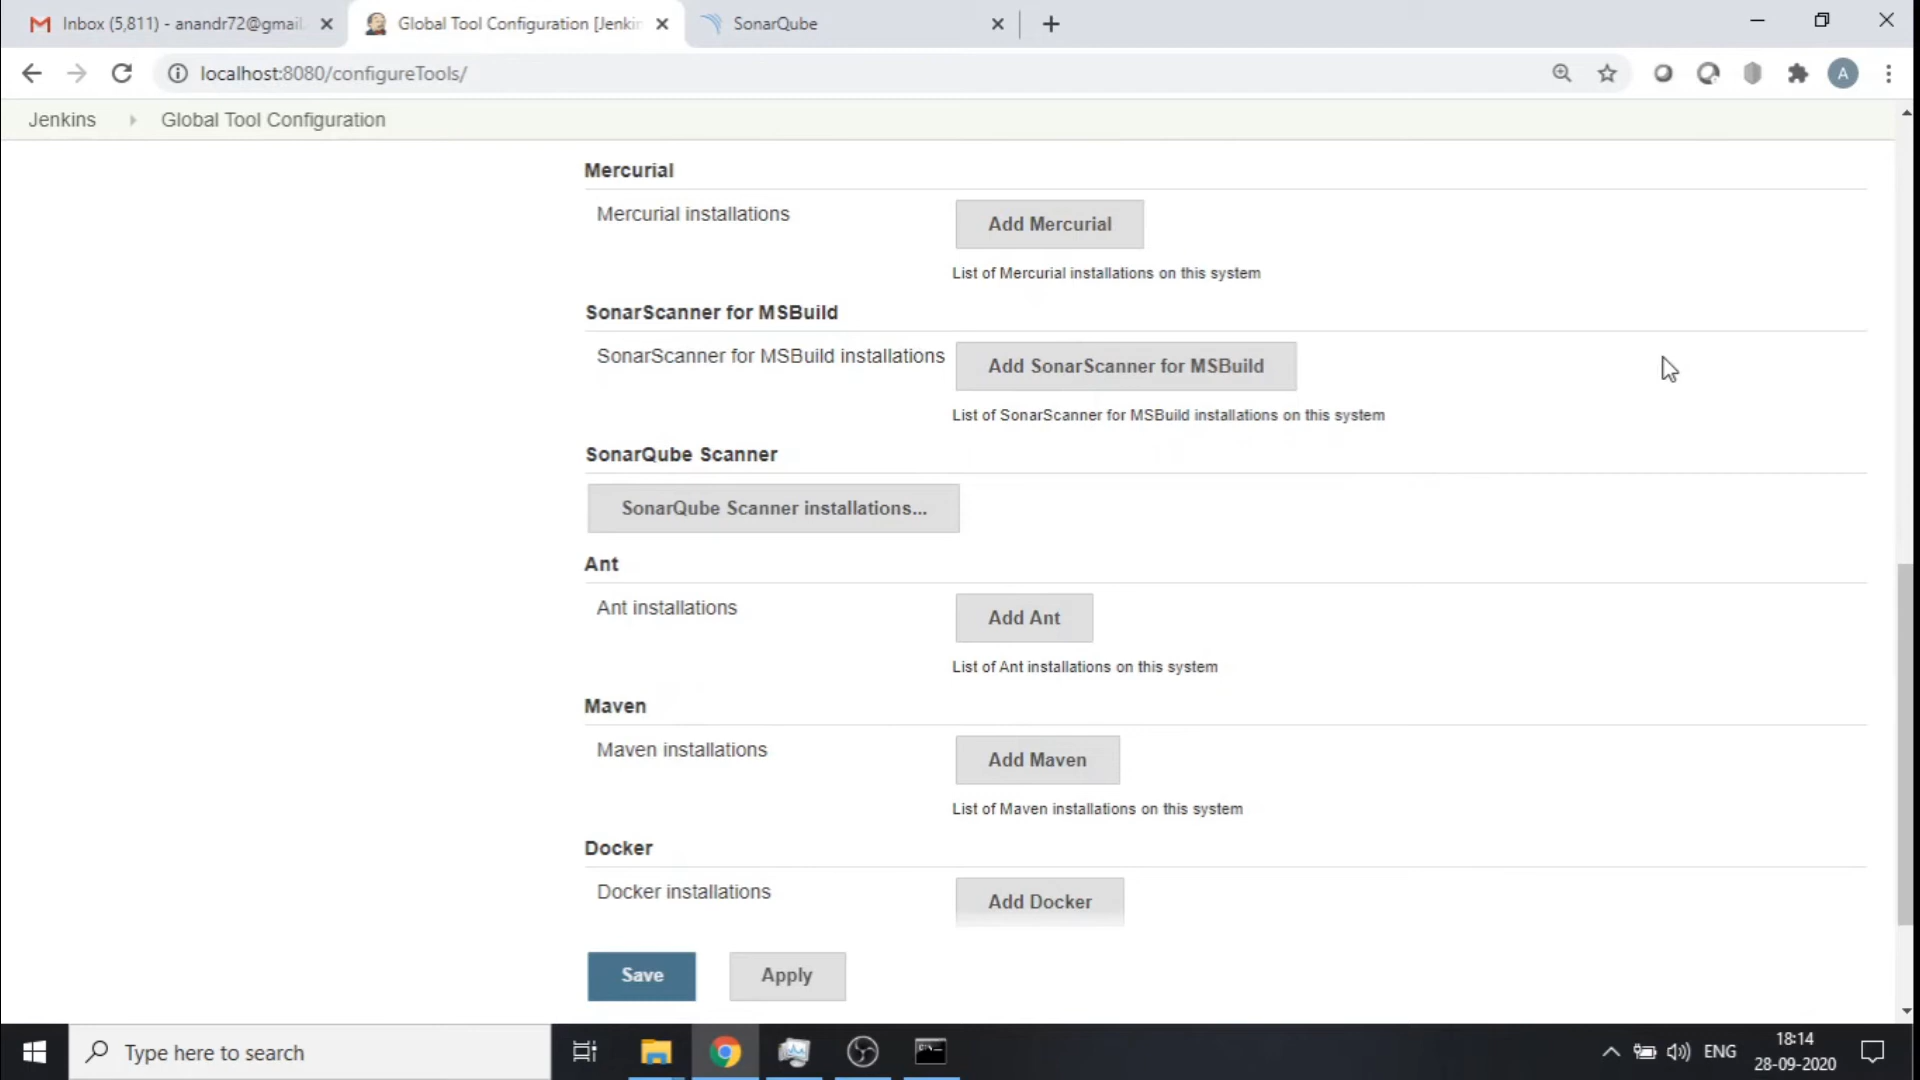 Inbox (5,811) - anandr72@gmail.
Global Tool Configuration [Jenkin
SonarQube
localhost:8080/configureTools/
A
Jenkins
Global Tool Configuration
Mercurial
Mercurial installations
Add Mercurial
List of Mercurial installations on this system
SonarScanner for MSBuild
SonarScanner for MSBuild installations
Add SonarScanner for MSBuild
List of SonarScanner for MSBuild installations on this system
SonarQube Scanner
SonarQube Scanner installations...
Ant
Ant installations
Add Ant
List of Ant installations on this system
Maven
Maven installations
Add Maven
List of Maven installations on this system
Docker
Docker installations
Add Docker
Save
Apply
Type here to search
ENG
18:14
28-09-2020